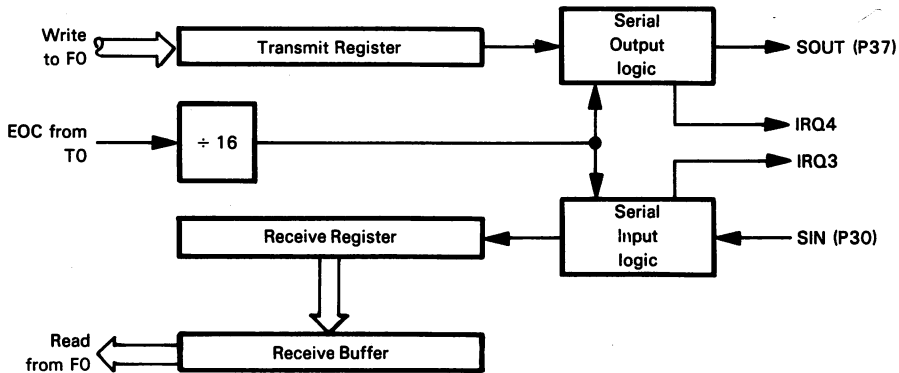 Write
to F0
Transmit Register
Serial
Output
logic
SOUT (P37)
IRQ4
EOC from
T0
÷ 16
IRQ3
Serial
Input
logic
SIN (P30)
Receive Register
Receive Buffer
Read
from F0